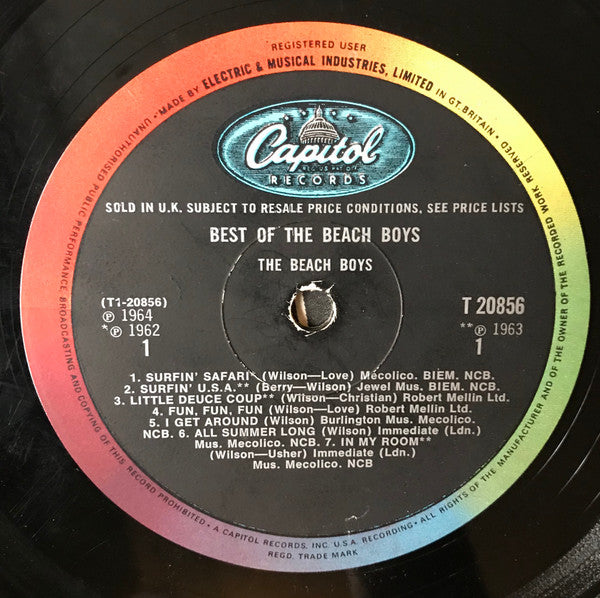 REGISTERED USER
UNAUTHORISED PUBLIC PERFORMANCE, BROADCASTING AND COPYING OF THIS RECORD PROHIBITED • MADE BY ELECTRIC & MUSICAL INDUSTRIES, LIMITED IN GT. BRITAIN •
ALL RIGHTS OF THE MANUFACTURER AND OF THE OWNER OF THE RECORDED WORK RESERVED
Capitol
RECORDS
SOLD IN U.K. SUBJECT TO RESALE PRICE CONDITIONS, SEE PRICE LISTS
BEST OF THE BEACH BOYS
THE BEACH BOYS
(T1-20856)
Ⓟ 1964
*Ⓟ 1962
1
T 20856
**Ⓟ 1963
1
1. SURFIN' SAFARI* (Wilson—Love) Mecolico. BIEM. NCB.
2. SURFIN' U.S.A.** (Berry—Wilson) Jewel Mus. BIEM. NCB.
3. LITTLE DEUCE COUP** (Wilson—Christian) Robert Mellin Ltd.
4. FUN, FUN, FUN (Wilson—Love) Robert Mellin Ltd.
5. I GET AROUND (Wilson) Burlington Mus. Mecolico.
NCB. 6. ALL SUMMER LONG (Wilson) Immediate (Ldn.)
Mus. Mecolico. NCB. 7. IN MY ROOM**
(Wilson—Usher) Immediate (Ldn.)
Mus. Mecolico. NCB
• A CAPITOL RECORDS, INC. U.S.A. RECORDING •
REGD. TRADE MARK